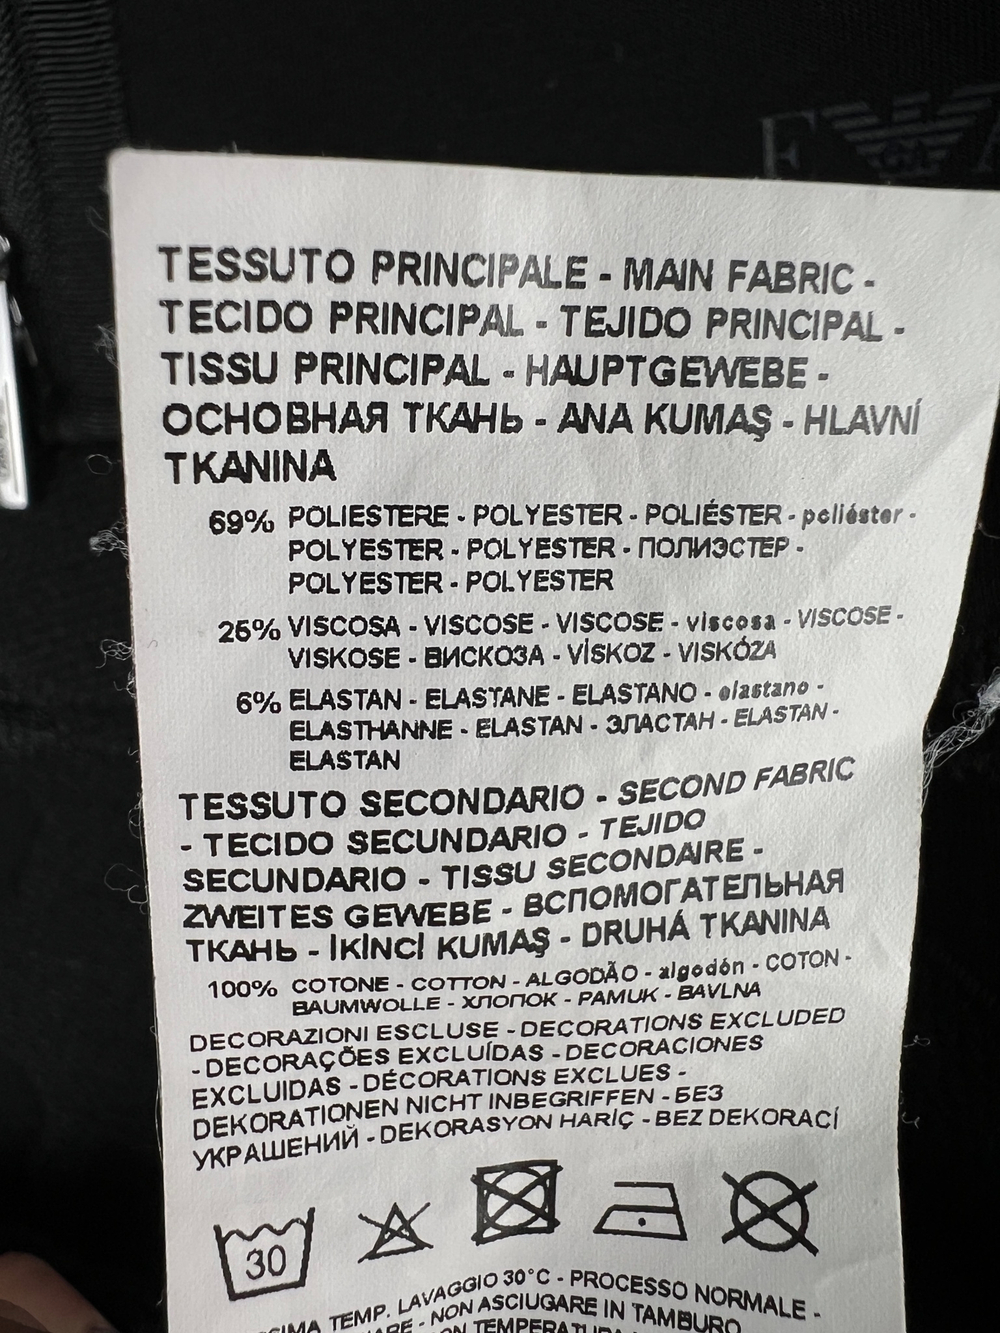 TESSUTO PRINCIPALE - MAIN FABRIC -
TECIDO PRINCIPAL - TEJIDO PRINCIPAL -
TISSU PRINCIPAL - HAUPTGEWEBE -
ОСНОВНАЯ ТКАНЬ - ANA KUMAŞ - HLAVNÍ
TKANINA
69% POLIESTERE - POLYESTER - POLIÉSTER - poliéster -
POLYESTER - POLYESTER - ПОЛИЭСТЕР -
POLYESTER - POLYESTER
25% VISCOSA - VISCOSE - VISCOSE - viscosa - VISCOSE -
VISKOSE - ВИСКОЗА - VİSKOZ - VISKÓZA
6% ELASTAN - ELASTANE - ELASTANO - elastano -
ELASTHANNE - ELASTAN - ЭЛАСТАН - ELASTAN -
ELASTAN
TESSUTO SECONDARIO - SECOND FABRIC
- TECIDO SECUNDARIO - TEJIDO
SECUNDARIO - TISSU SECONDAIRE -
ZWEITES GEWEBE - ВСПОМОГАТЕЛЬНАЯ
ТКАНЬ - İKİNCİ KUMAŞ - DRUHÁ TKANINA
100% COTONE - COTTON - ALGODÃO - algodón - COTON -
BAUMWOLLE - ХЛОПОК - PAMUK - BAVLNA
DECORAZIONI ESCLUSE - DECORATIONS EXCLUDED
- DECORAÇÕES EXCLUÍDAS - DECORACIONES
EXCLUIDAS - DÉCORATIONS EXCLUES -
DEKORATIONEN NICHT INBEGRIFFEN - БЕЗ
УКРАШЕНИЙ - DEKORASYON HARİÇ - BEZ DEKORACÍ
30
TEMP. LAVAGGIO 30°C - PROCESSO NORMALE -
- NON ASCIUGARE IN TAMBURO